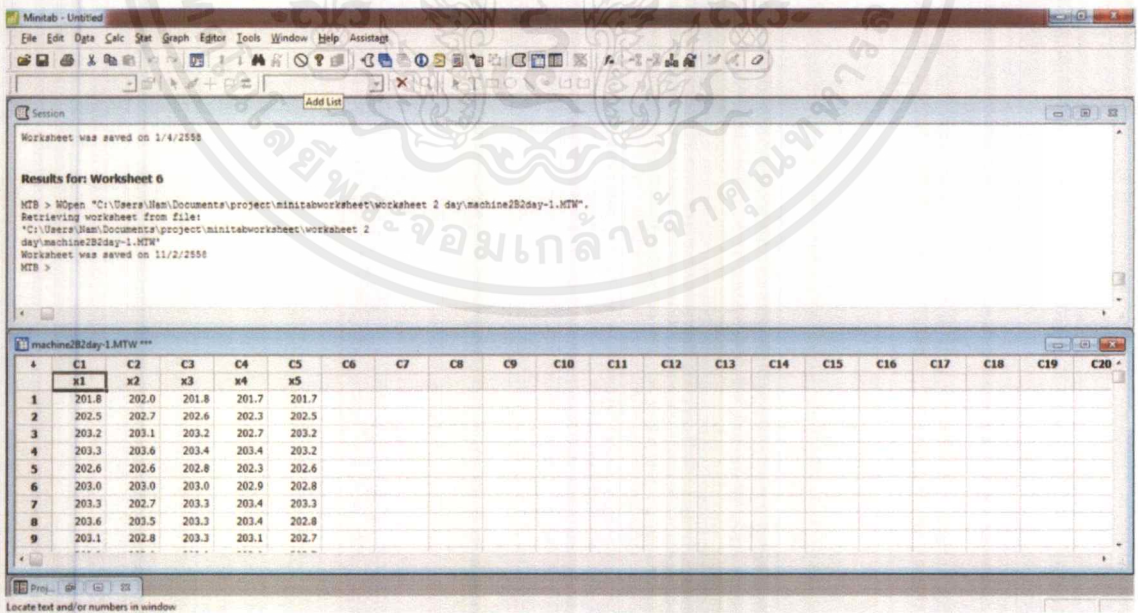 Minitab - Untitled
File Edit Data Calc Stat Graph Editor Tools Window Help Assistant
Add List
Session
Worksheet was saved on 1/4/2558
Results for: Worksheet 6
MTB > WOpen "C:\Users\Nam\Documents\project\minitabworksheet\worksheet 2 day\machine2B2day-1.MTW".
Retrieving worksheet from file:
"C:\Users\Nam\Documents\project\minitabworksheet\worksheet 2
day\machine2B2day-1.MTW"
Worksheet was saved on 11/2/2558
MTB >
machine2B2day-1.MTW ***
C1 C2 C3 C4 C5 C6 C7 C8 C9 C10 C11 C12 C13 C14 C15 C16 C17 C18 C19 C20
x1 x2 x3 x4 x5
1 201.8 202.0 201.8 201.7 201.7
2 202.5 202.7 202.6 202.3 202.5
3 203.2 203.1 203.2 202.7 203.2
4 203.3 203.6 203.4 203.4 203.2
5 202.6 202.6 202.8 202.3 202.6
6 203.0 203.0 203.0 202.9 202.8
7 203.3 202.7 203.3 203.4 203.3
8 203.6 203.5 203.3 203.4 202.8
9 203.1 202.8 203.3 203.1 202.7
Proj...
Locate text and/or numbers in window